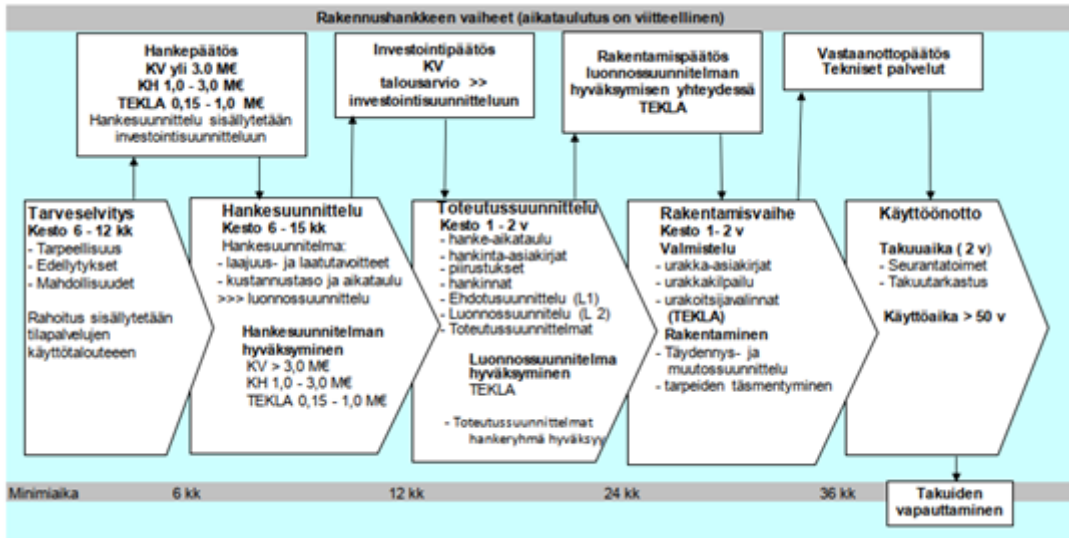 Rakennushankkeen vaiheet (aikataulutus on viitteellinen)
Hankepäätös
KV yli 3.0 M€
KH 1,0 - 3,0 M€
TEKLA 0,15 - 1,0 M€
Hankesuunnittelu sisällytetään
investointisuunnitteluun
Investointipäätös
KV
talousarvio >>
investointisuunnitteluun
Rakentamispäätös
luonnossuunnitelman
hyväksymisen yhteydessä
TEKLA
Vastaanottopäätös
Tekniset palvelut
Tarveselvitys
Kesto 6 - 12 kk
- Tarpeellisuus
- Edellytykset
- Mahdollisuudet
Rahoitus sisällytetään
tilapalvelujen
käyttötalouteeen
Hankesuunnittelu
Kesto 6 - 15 kk
Hankesuunnitelma:
- laajuus- ja laatutavoitteet
- kustannustaso ja aikataulu
>>> luonnossuunnittelu
Hankesuunnitelman
hyväksyminen
KV > 3,0 M€
KH 1,0 - 3,0 M€
TEKLA 0,15 - 1,0 M€
Toteutussuunnittelu
Kesto 1 - 2 v
- hanke-aikataulu
- hankinta-asiakirjat
- piirustukset
- hankinnat
- Ehdotusuunnittelu (L1)
- Luonnossuunnitelu (L 2)
- Toteutussuunnittelmat
Luonnossuunnitelma
hyväksyminen
TEKLA
- Toteutussuunnittelmat
hankeryhmä hyväksyy
Rakentamisvaihe
Kesto 1- 2 v
Valmistelu
- urakka-asiakirjat
- urakkakilpailu
- urakoitsijavalinnat
(TEKLA)
Rakentaminen
- Täydennys- ja
muutossuunnittelu
- tarpeiden täsmentyminen
Käyttöönotto
Takuuaika ( 2 v)
- Seurantatoimet
- Takuutarkastus
Käyttöaika > 50 v
Minimiaika 6 kk 12 kk 24 kk 36 kk
Takuiden
vapauttaminen